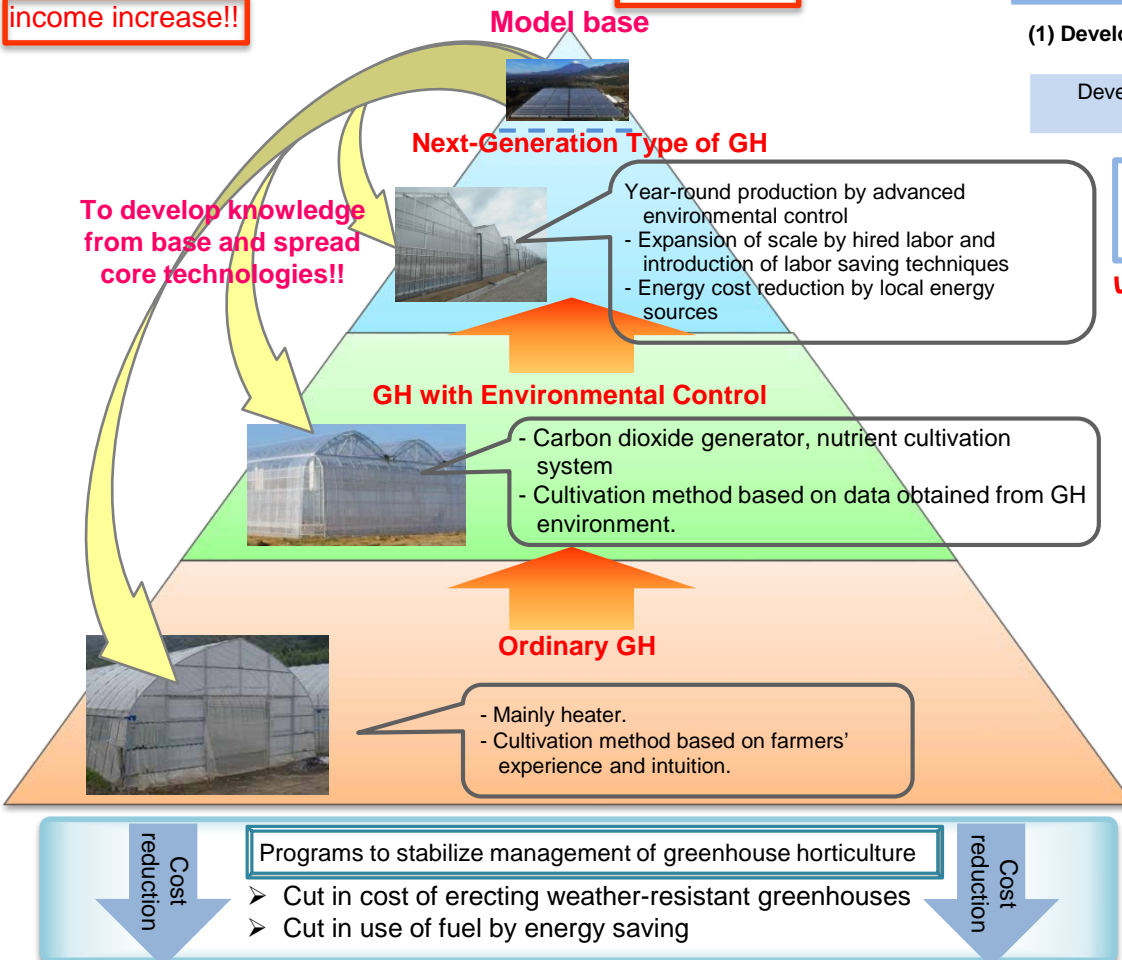 income increase!!
Model base
(1) Develo
Deve
Next-Generation Type of GH
To develop knowledge
from base and spread
core technologies!!
Year-round production by advanced
environmental control
- Expansion of scale by hired labor and
introduction of labor saving techniques
- Energy cost reduction by local energy
sources
GH with Environmental Control
- Carbon dioxide generator, nutrient cultivation
system
- Cultivation method based on data obtained from GH
environment.
Ordinary GH
- Mainly heater.
- Cultivation method based on farmers'
experience and intuition.
Cost
reduction
Programs to stabilize management of greenhouse horticulture
➢ Cut in cost of erecting weather-resistant greenhouses
➢ Cut in use of fuel by energy saving
Cost
reduction